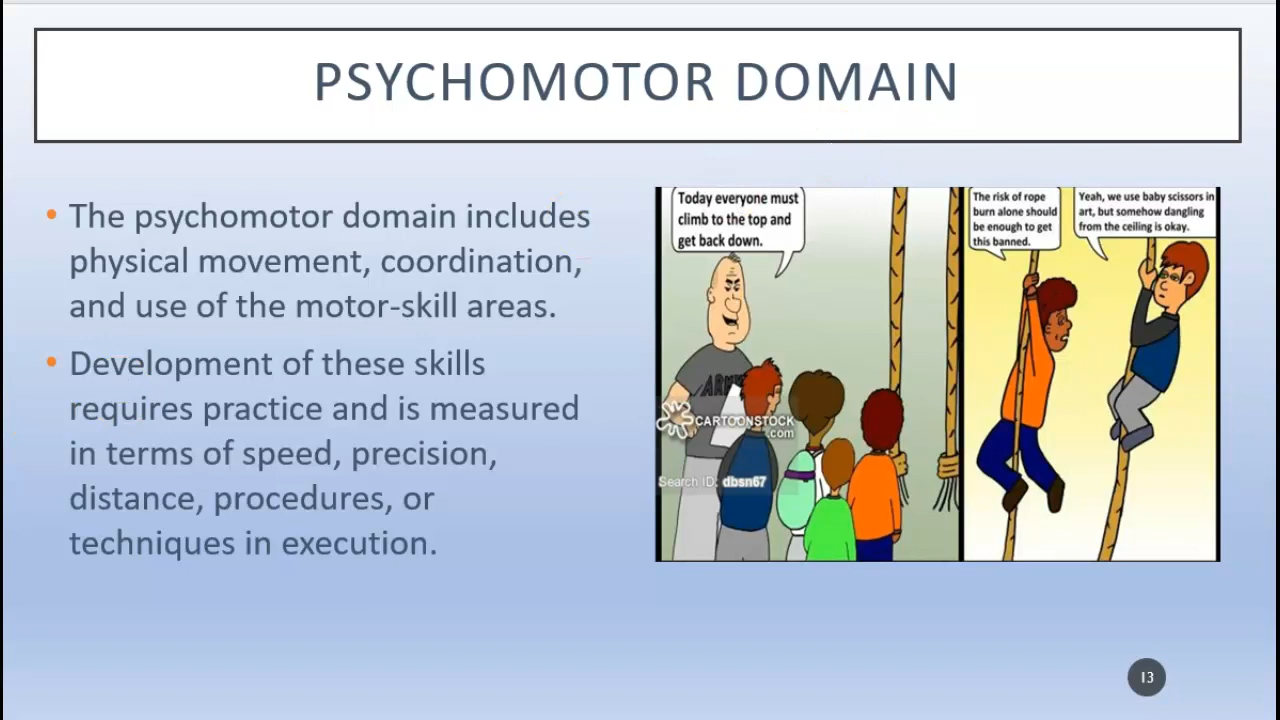 PSYCHOMOTOR DOMAIN
• The psychomotor domain includes
physical movement, coordination,
and use of the motor-skill areas.
• Development of these skills
requires practice and is measured
in terms of speed, precision,
distance, procedures, or
techniques in execution.
Today everyone must
climb to the top and
get back down.
ARMY
CARTOONSTOCK
.com
Search ID: dbsn67
The risk of rope
burn alone should
be enough to get
this banned.
Yeah, we use baby scissors in
art, but somehow dangling
from the ceiling is okay.
13